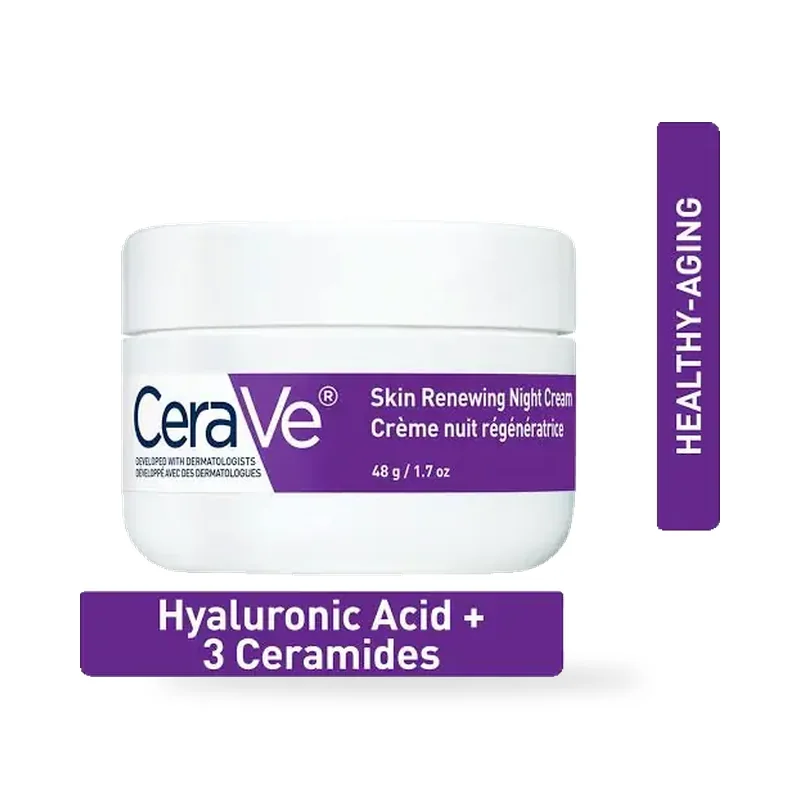 CeraVe®
DEVELOPED WITH DERMATOLOGISTS
DÉVELOPPÉ AVEC DES DERMATOLOGUES
Skin Renewing Night Cream
Crème nuit régénératrice
48 g / 1.7 oz
HEALTHY-AGING
Hyaluronic Acid +
3 Ceramides